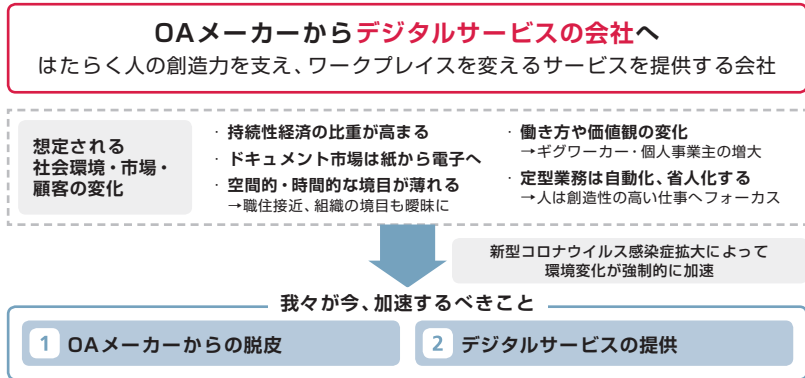 OAメーカーからデジタルサービスの会社へ
はたらく人の創造力を支え、ワークプレイスを変えるサービスを提供する会社
想定される
社会環境・市場・
顧客の変化
・持続性経済の比重が高まる
・ドキュメント市場は紙から電子へ
・空間的・時間的な境目が薄れる
→職住接近、組織の境目も曖昧に
・働き方や価値観の変化
→ギグワーカー・個人事業主の増大
・定型業務は自動化、省人化する
→人は創造性の高い仕事へフォーカス
新型コロナウイルス感染症拡大によって
環境変化が強制的に加速
我々が今、加速するべきこと
1 OAメーカーからの脱皮
2 デジタルサービスの提供